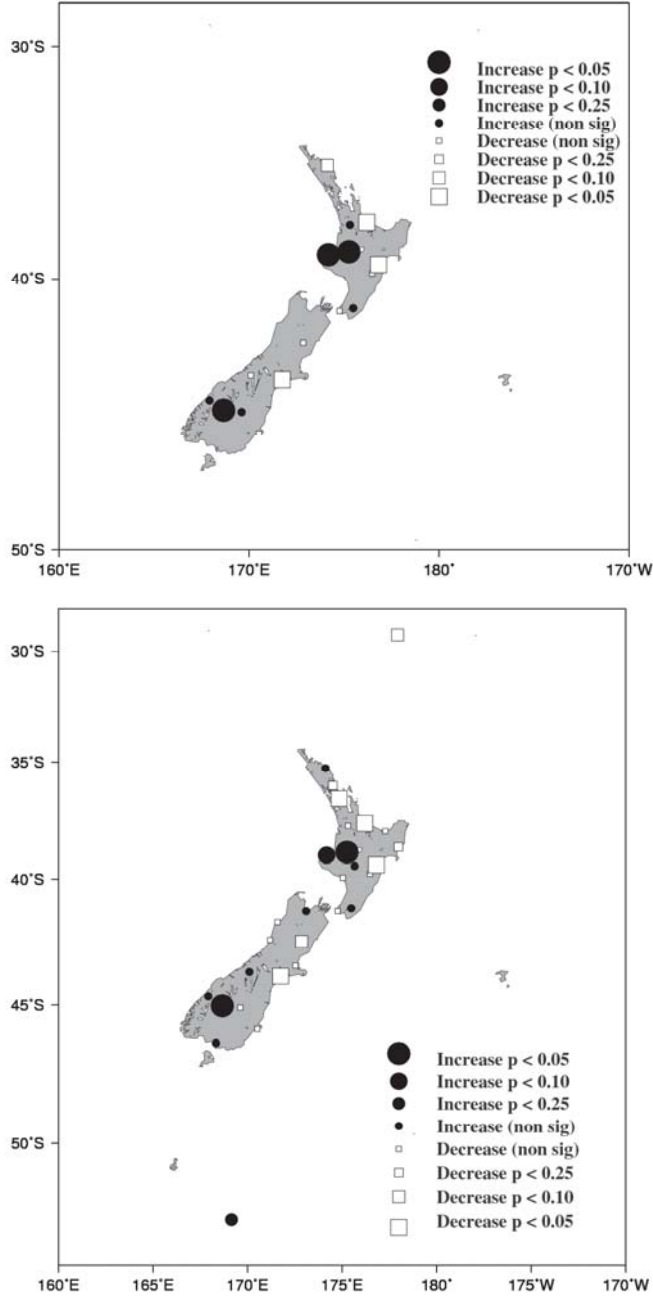 30˚S
40˚S
50˚S
160˚E
170˚E
180˚
170˚W
Increase p < 0.05
Increase p < 0.10
Increase p < 0.25
Increase (non sig)
Decrease (non sig)
Decrease p < 0.25
Decrease p < 0.10
Decrease p < 0.05
30˚S
35˚S
40˚S
45˚S
50˚S
Increase p < 0.05
Increase p < 0.10
Increase p < 0.25
Increase (non sig)
Decrease (non sig)
Decrease p < 0.25
Decrease p < 0.10
Decrease p < 0.05
160˚E
165˚E
170˚E
175˚E
180˚
175˚W
170˚W